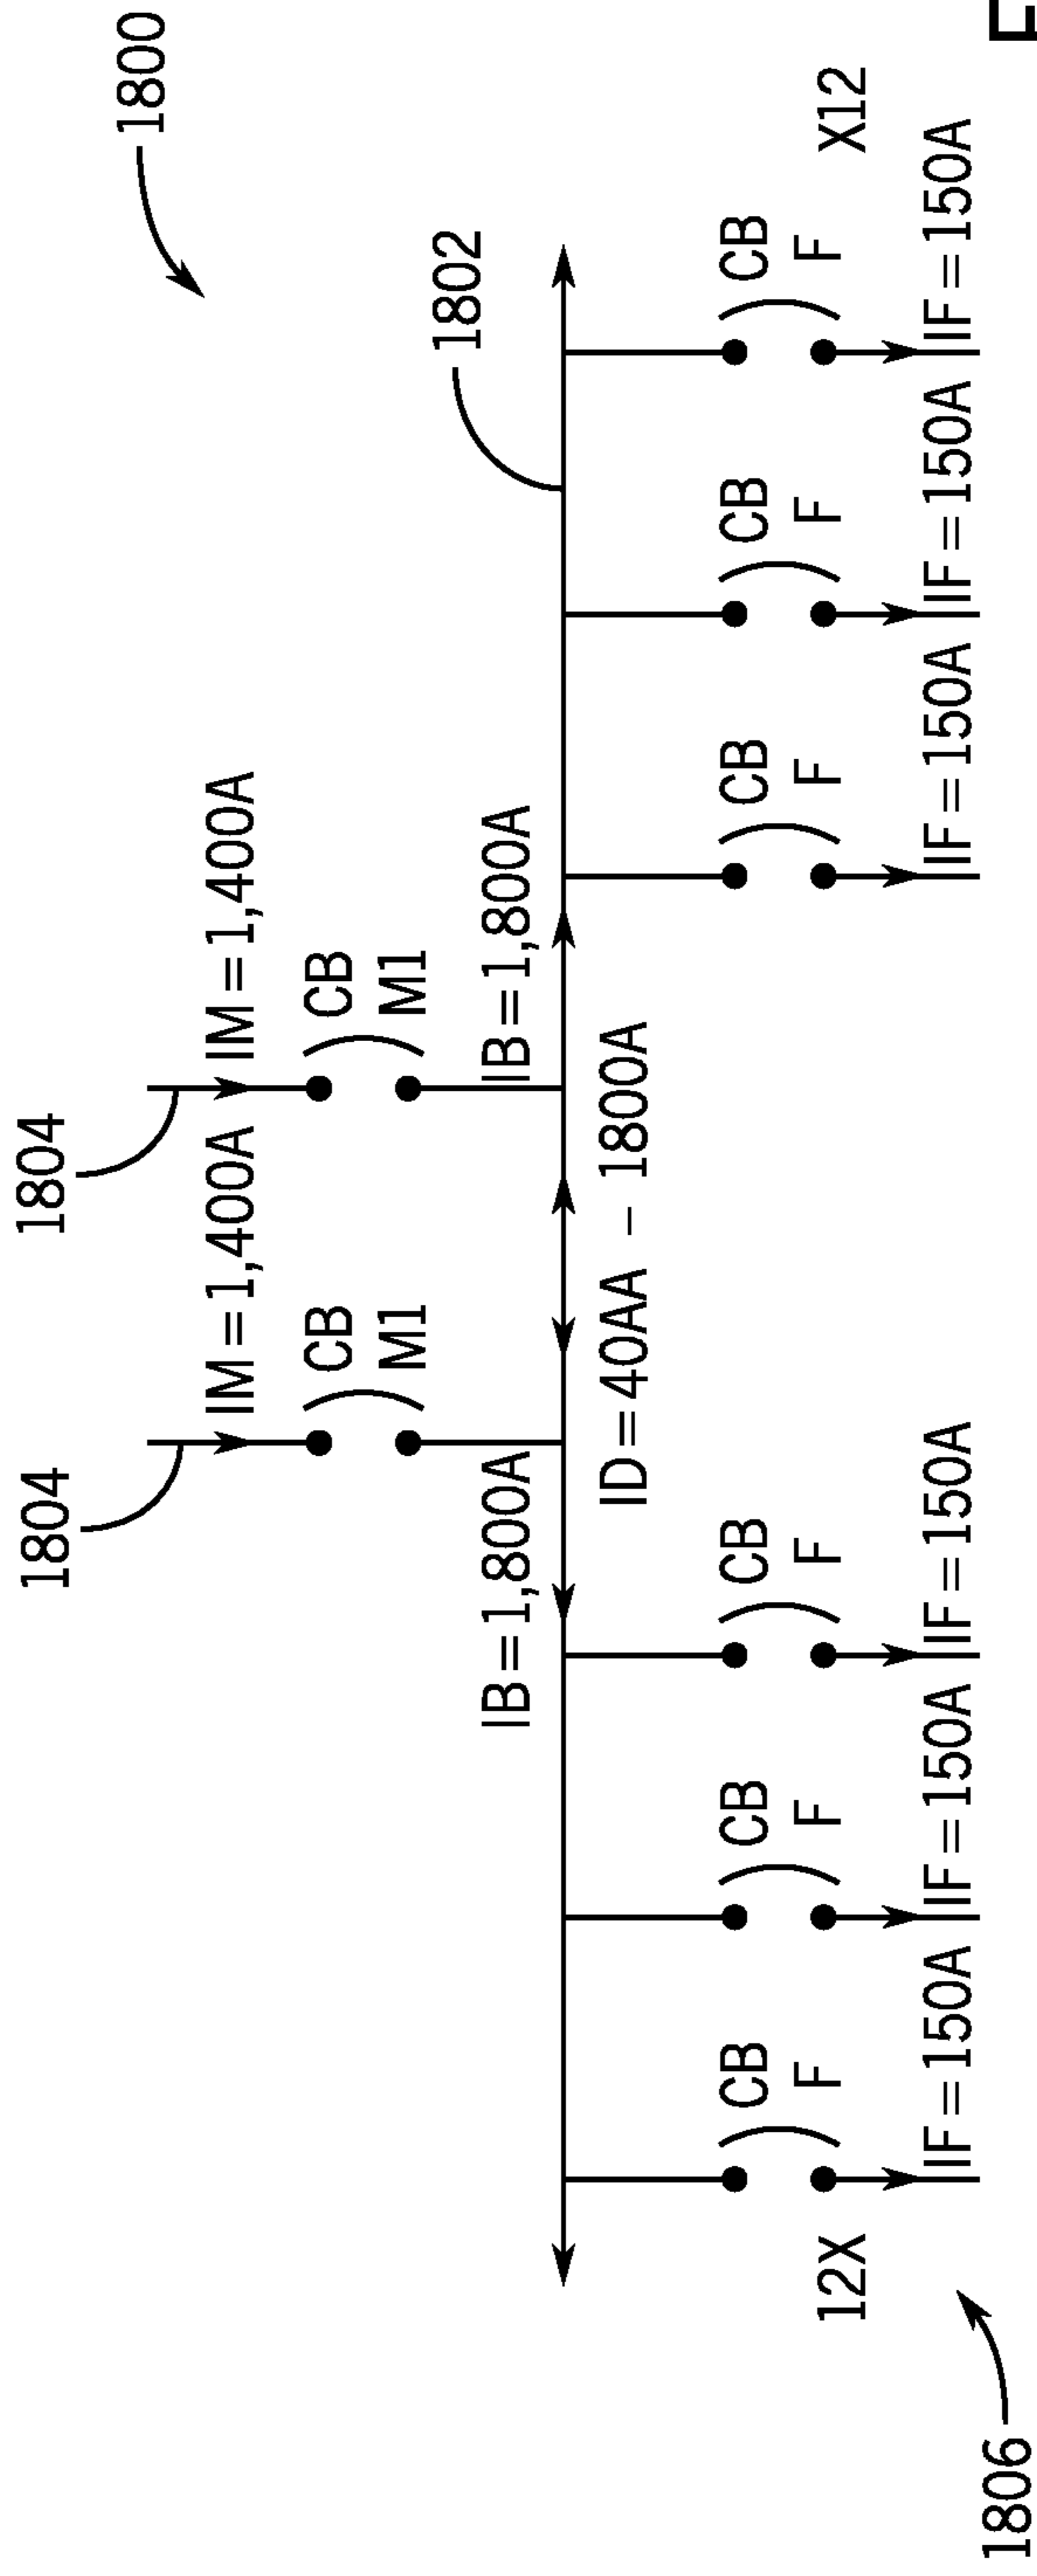 1800
1804
1804
IM=1,400A
IM=1,400A
CB
M1
CB
M1
1802
IB=1,800A
IB=1,800A
ID=40AA – 1800A
CB
F
CB
F
CB
F
CB
F
CB
F
CB
F
12X
X12
IF=150A
IF=150A
IF=150A
IF=150A
IF=150A
IF=150A
1806